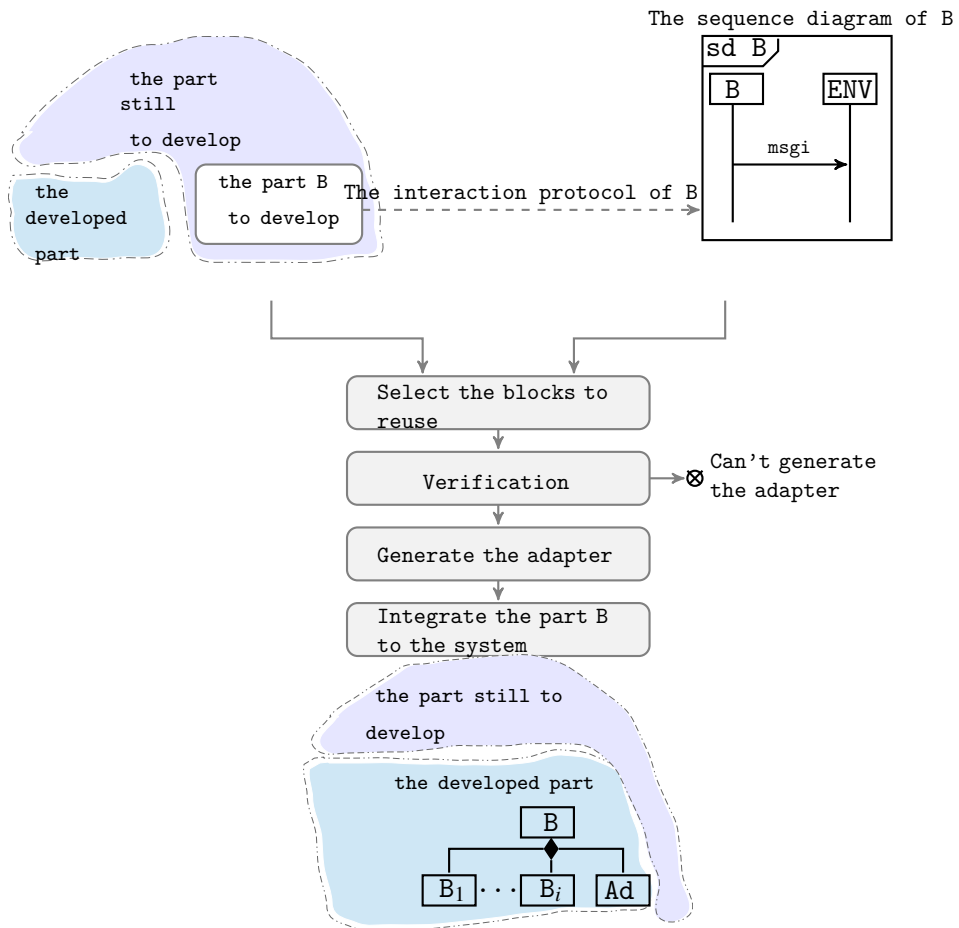 The sequence diagram of B
sd B
B
ENV
msgi
the part
still
to develop
the
developed
part
the part B
to develop
The interaction protocol of B
Select the blocks to
reuse
Verification
Can't generate
the adapter
Generate the adapter
Integrate the part B
to the system
the part still to
develop
the developed part
B
B₁ ··· Bᵢ Ad